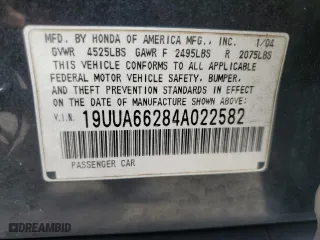 MFD. BY HONDA OF AMERICA MFG., INC. 1/04
GVWR 4525LBS GAWR F 2495LBS R 2075LBS
THIS VEHICLE CONFORMS TO ALL APPLICABLE
FEDERAL MOTOR VEHICLE SAFETY, BUMPER,
AND THEFT PREVENTION STANDARDS IN EFFECT
ON THE DATE OF MANUFACTURE SHOWN ABOVE.
V.I.N. 19UUA66284A022582
PASSENGER CAR
DREAMBID